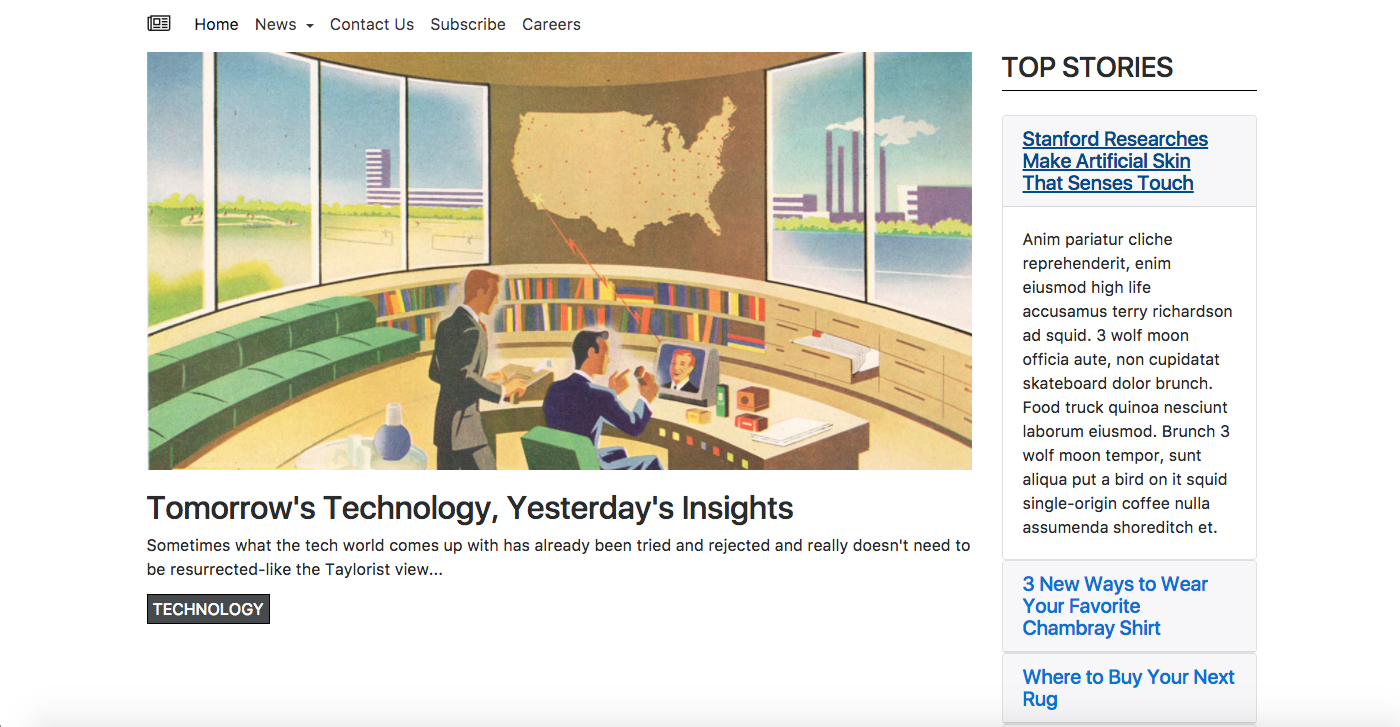 Home News Contact Us Subscribe Careers
Tomorrow's Technology, Yesterday's Insights
Sometimes what the tech world comes up with has already been tried and rejected and really doesn't need to
be resurrected-like the Taylorist view...
TECHNOLOGY
TOP STORIES
Stanford Researches
Make Artificial Skin
That Senses Touch
Anim pariatur cliche
reprehenderit, enim
eiusmod high life
accusamus terry richardson
ad squid. 3 wolf moon
officia aute, non cupidatat
skateboard dolor brunch.
Food truck quinoa nesciunt
laborum eiusmod. Brunch 3
wolf moon tempor, sunt
aliqua put a bird on it squid
single-origin coffee nulla
assumenda shoreditch et.
3 New Ways to Wear
Your Favorite
Chambray Shirt
Where to Buy Your Next
Rug